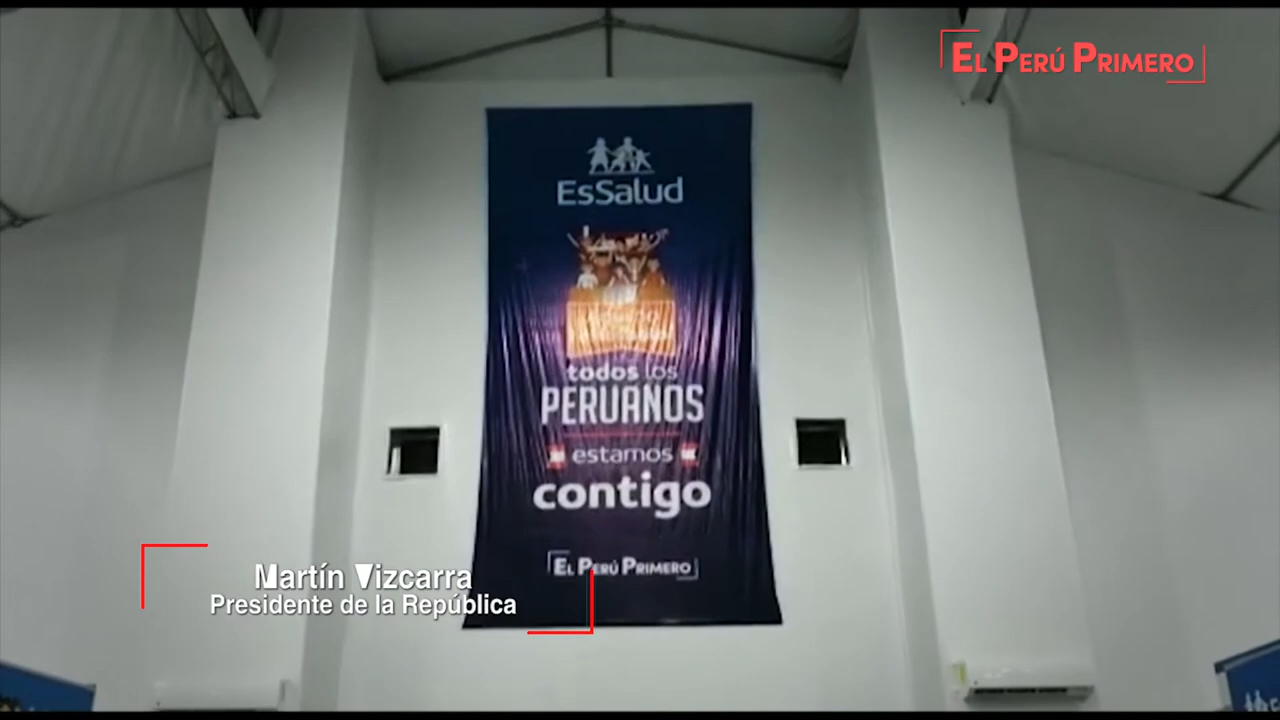 EL PERÚ PRIMERO
EsSalud
todos los
PERUANOS
estamos
contigo
EL PERÚ PRIMERO
Martín Vizcarra
Presidente de la República